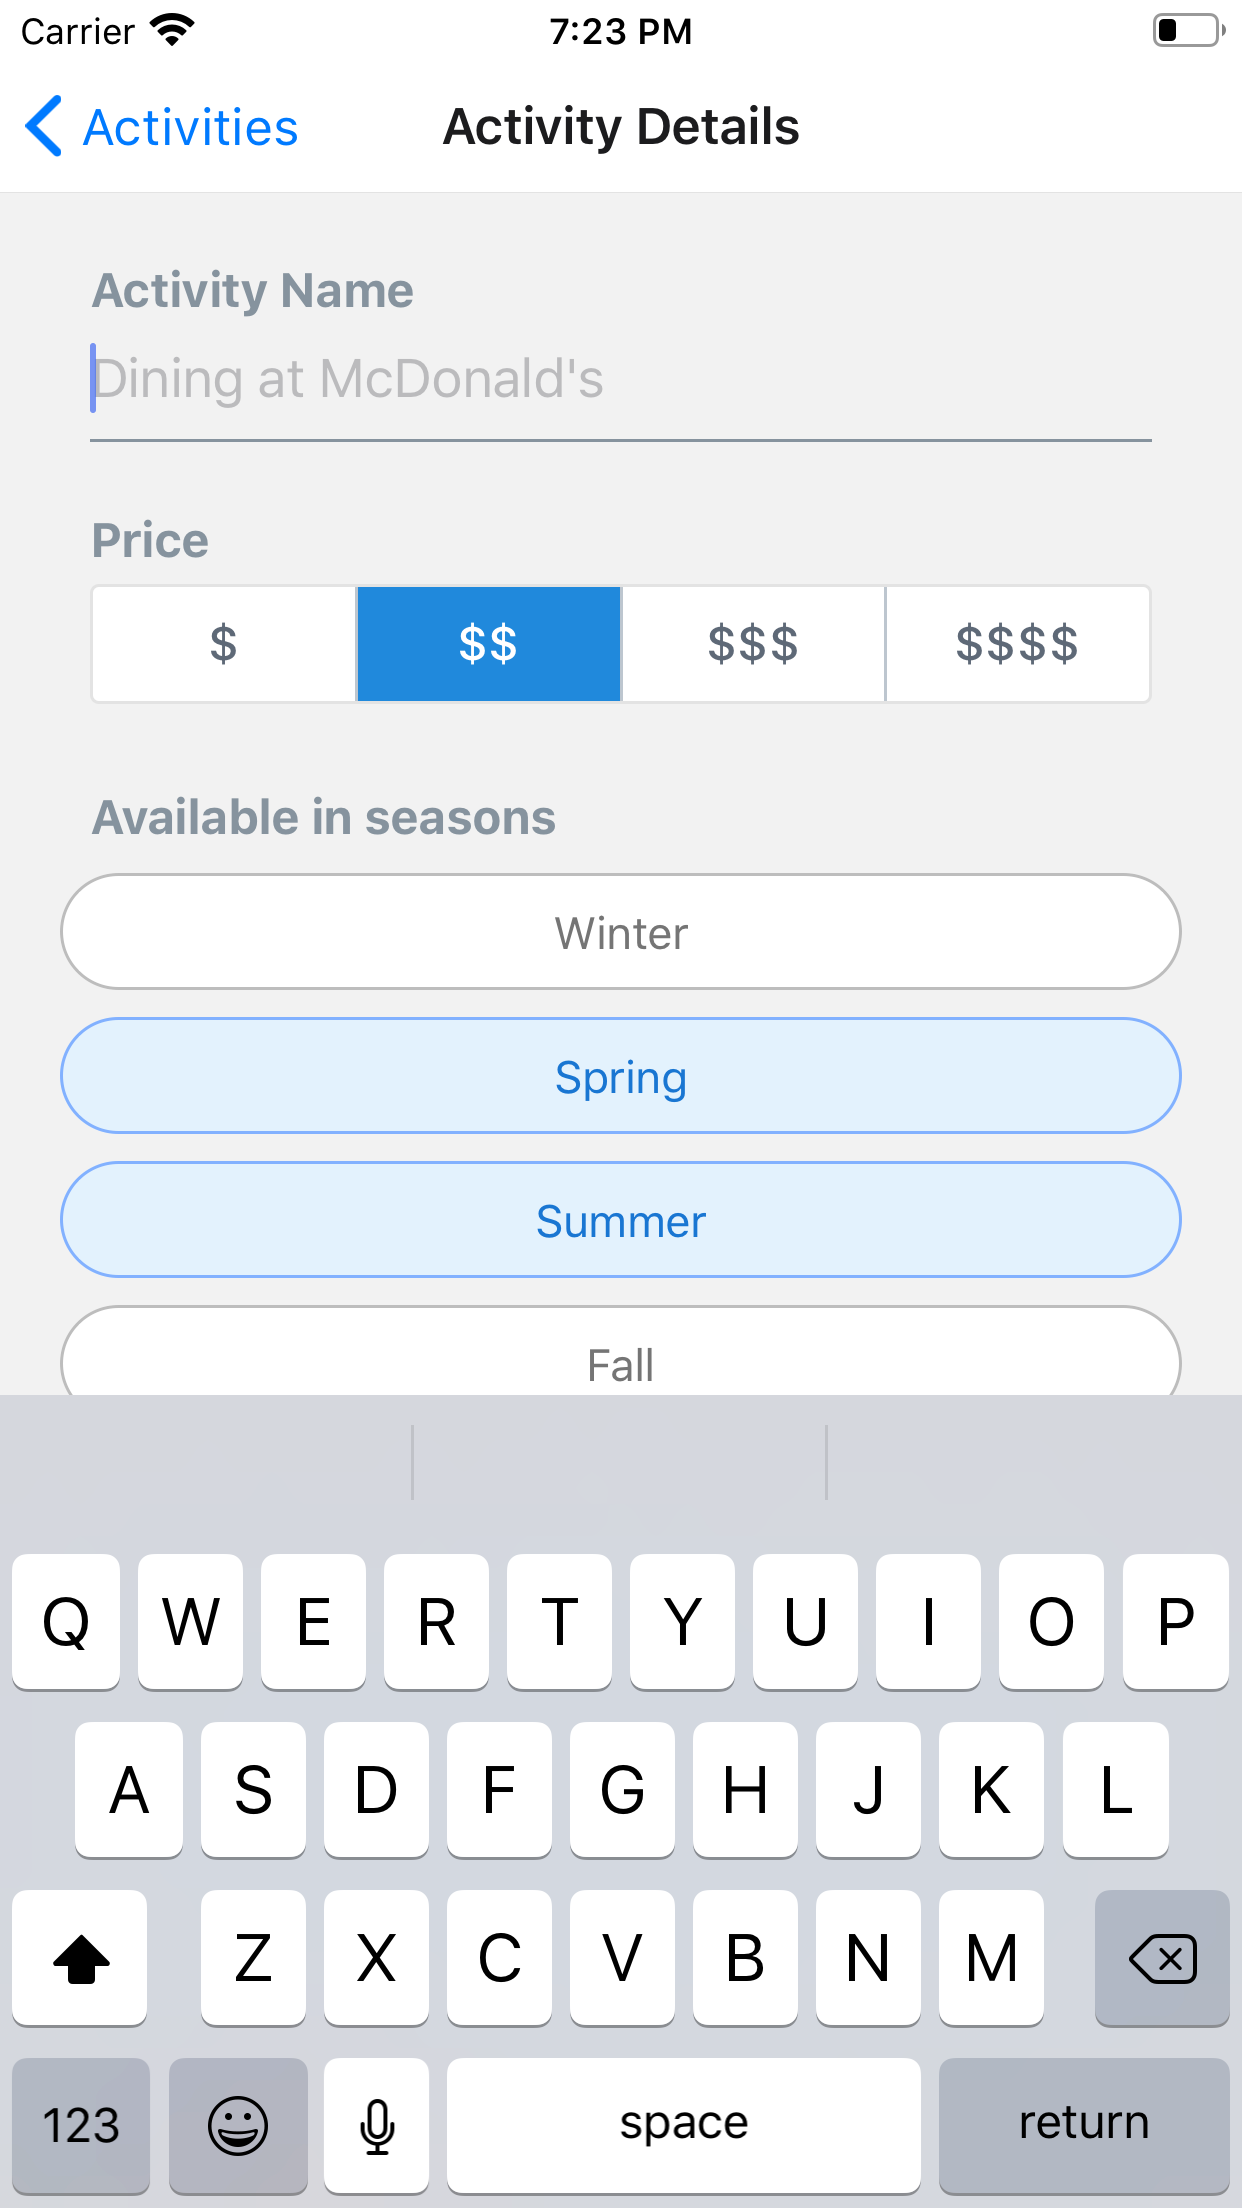 Carrier 7:23 PM
Activities Activity Details
Activity Name
Dining at McDonald's
Price
$ $$ $$$ $$$$
Available in seasons
Winter
Spring
Summer
Fall
Q W E R T Y U I O P
A S D F G H J K L
Z X C V B N M
123 space return